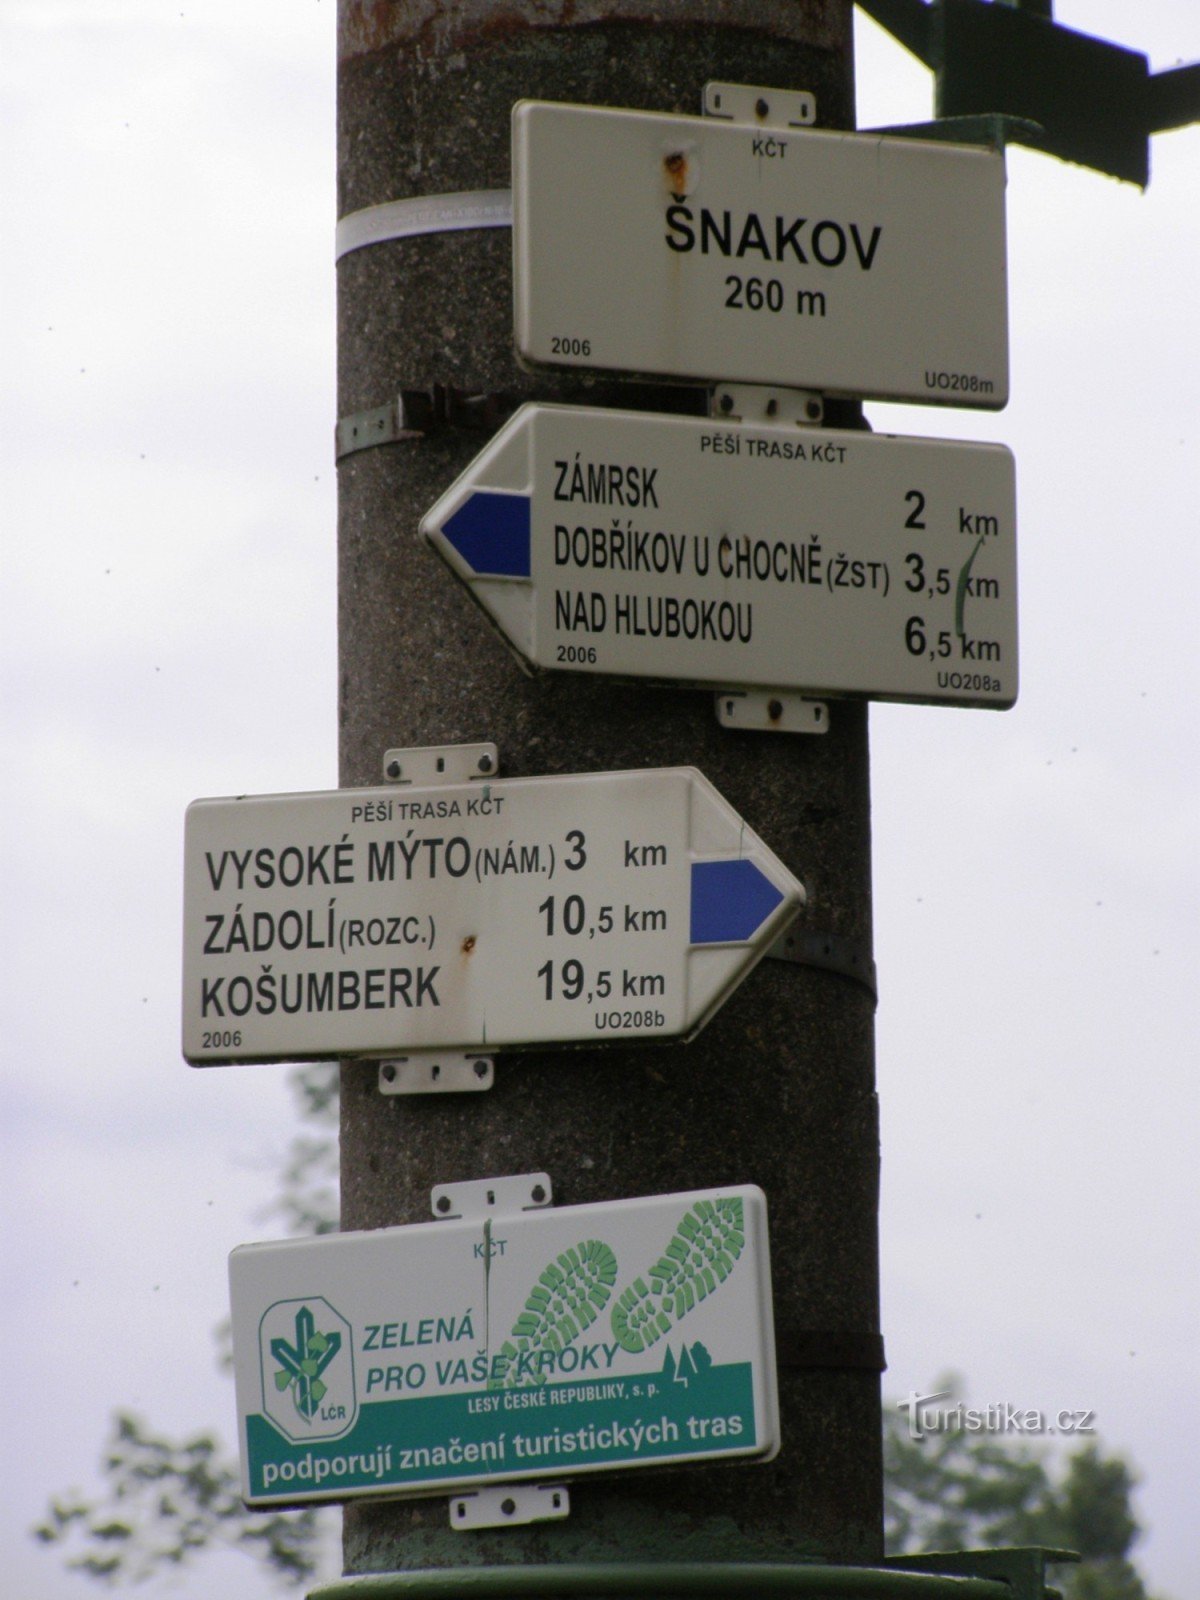 KČT
ŠNAKOV
260 m
2006
UO208m
PĚŠÍ TRASA KČT
ZÁMRSK 2 km
DOBŘÍKOV U CHOCNĚ (ŽST) 3,5 km
NAD HLUBOKOU 6,5 km
2006
UO208a
PĚŠÍ TRASA KČT
VYSOKÉ MÝTO (NÁM.) 3 km
ZÁDOLÍ (ROZC.) 10,5 km
KOŠUMBERK 19,5 km
2006
UO208b
KČT
ZELENÁ
PRO VAŠE KROKY
LČR
LESY ČESKÉ REPUBLIKY, s. p.
podporují značení turistických tras
Turistika.cz